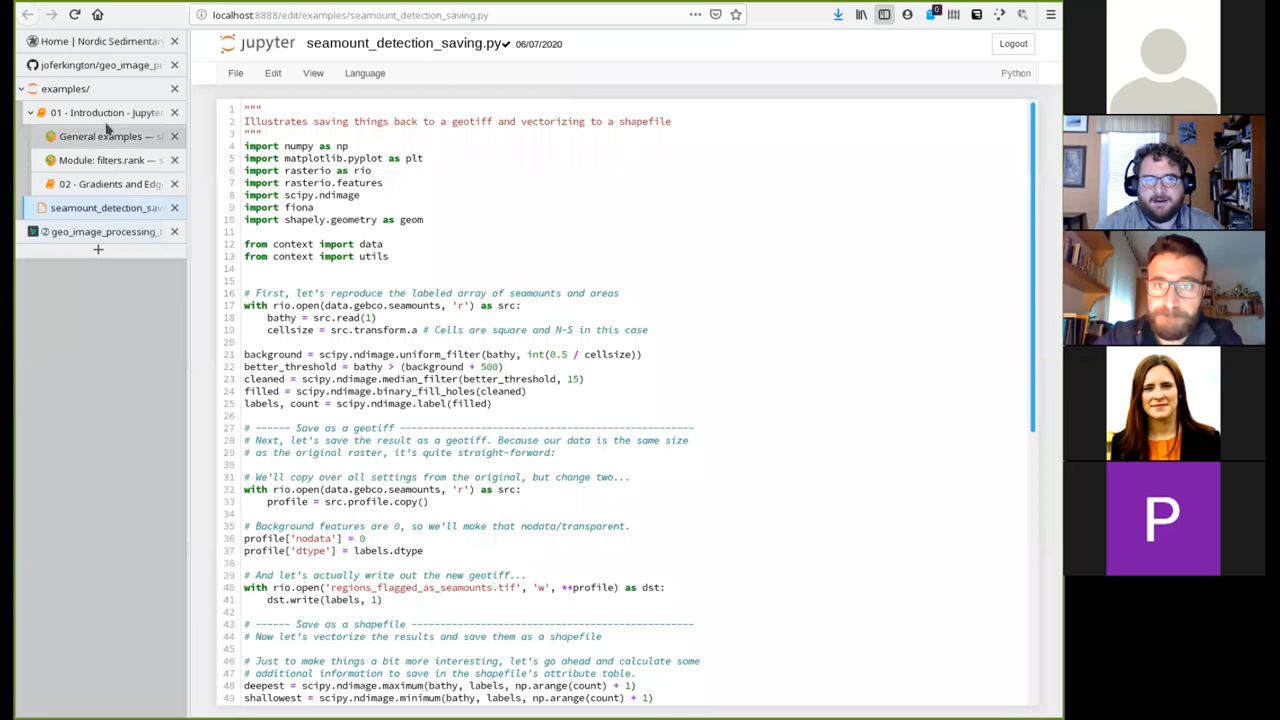 localhost:8888/edit/examples/seamount_detection_saving.py
0
Home | Nordic Sedimentar
joferkington/geo_image_pr
examples/
01 - Introduction - Jupyter
General examples — s
Module: filters.rank — s
02 - Gradients and Edg
seamount_detection_sav
② geo_image_processing_t
jupyter
seamount_detection_saving.py✔ 06/07/2020
Logout
File Edit View Language
Python
1 """
2 Illustrates saving things back to a geotiff and vectorizing to a shapefile
3 """
4 import numpy as np
5 import matplotlib.pyplot as plt
6 import rasterio as rio
7 import rasterio.features
8 import scipy.ndimage
9 import fiona
10 import shapely.geometry as geom
11
12 from context import data
13 from context import utils
14
15
16 # First, let's reproduce the labeled array of seamounts and areas
17 with rio.open(data.gebco.seamounts, 'r') as src:
18 bathy = src.read(1)
19 cellsize = src.transform.a # Cells are square and N-S in this case
20
21 background = scipy.ndimage.uniform_filter(bathy, int(0.5 / cellsize))
22 better_threshold = bathy > (background + 500)
23 cleaned = scipy.ndimage.median_filter(better_threshold, 15)
24 filled = scipy.ndimage.binary_fill_holes(cleaned)
25 labels, count = scipy.ndimage.label(filled)
26
27 # ------ Save as a geotiff ----------------------------------------------------
28 # Next, let's save the result as a geotiff. Because our data is the same size
29 # as the original raster, it's quite straight-forward:
30
31 # We'll copy over all settings from the original, but change two...
32 with rio.open(data.gebco.seamounts, 'r') as src:
33 profile = src.profile.copy()
34
35 # Background features are 0, so we'll make that nodata/transparent.
36 profile['nodata'] = 0
37 profile['dtype'] = labels.dtype
38
39 # And let's actually write out the new geotiff...
40 with rio.open('regions_flagged_as_seamounts.tif', 'w', **profile) as dst:
41 dst.write(labels, 1)
42
43 # ------ Save as a shapefile --------------------------------------------------
44 # Now let's vectorize the results and save them as a shapefile
45
46 # Just to make things a bit more interesting, let's go ahead and calculate some
47 # additional information to save in the shapefile's attribute table.
48 deepest = scipy.ndimage.maximum(bathy, labels, np.arange(count) + 1)
49 shallowest = scipy.ndimage.minimum(bathy, labels, np.arange(count) + 1)
P